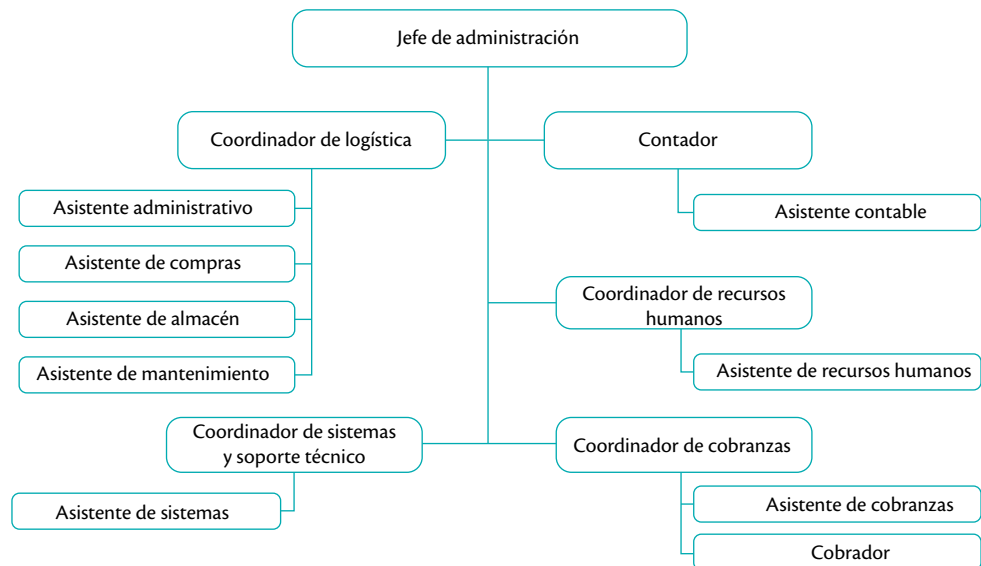 Jefe de administración
Coordinador de logística
Contador
Asistente administrativo
Asistente contable
Asistente de compras
Coordinador de recursos
humanos
Asistente de almacén
Asistente de mantenimiento
Asistente de recursos humanos
Coordinador de sistemas
y soporte técnico
Coordinador de cobranzas
Asistente de sistemas
Asistente de cobranzas
Cobrador